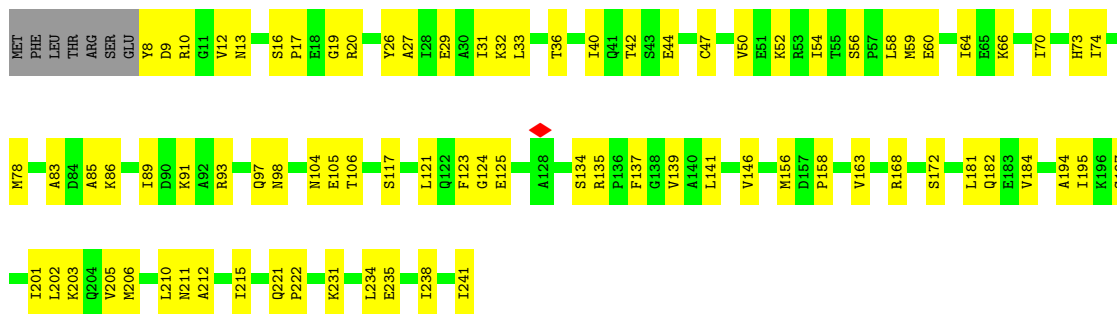 MET PHE LEU THR ARG SER GLU Y8 D9 R10 G11 V12 N13 S16 P17 E18 G19 R20 Y26 A27 I28 E29 A30 I31 K32 L33 T36 I40 Q41 T42 S43 E44 C47 V50 E51 K52 R53 I54 T55 S56 P57 L58 M59 E60 I64 E65 K66 I70 H73 I74
M78 A83 D84 A85 K86 I89 D90 K91 A92 R93 Q97 N98 N104 E105 T106 S117 L121 Q122 F123 G124 E125 A128 S134 R135 P136 F137 G138 V139 A140 L141 V146 M156 D157 P158 V163 R168 S172 L181 Q182 E183 V184 A194 I195 K196
I201 L202 K203 Q204 V205 M206 L210 N211 A212 I215 Q221 P222 K231 L234 E235 I238 I241